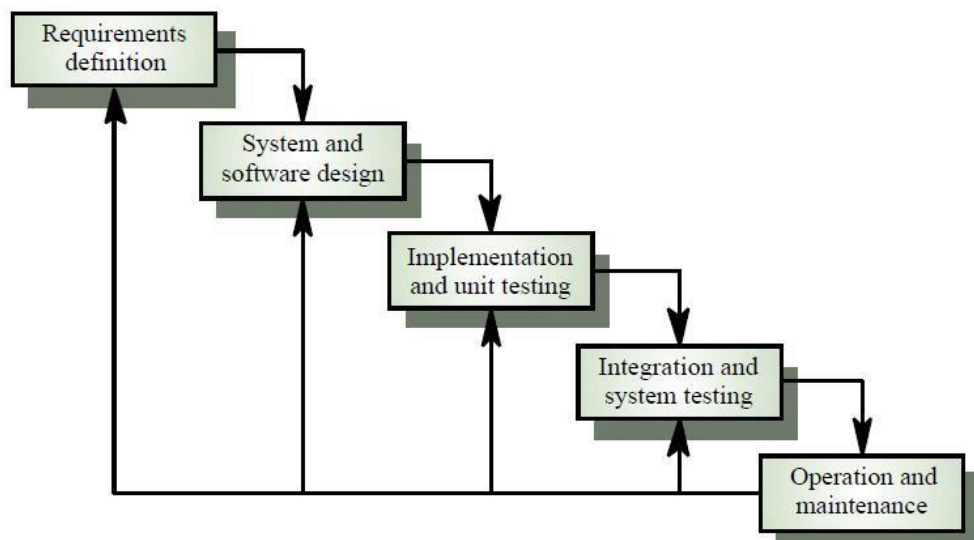 Requirements
definition
System and
software design
Implementation
and unit testing
Integration and
system testing
Operation and
maintenance